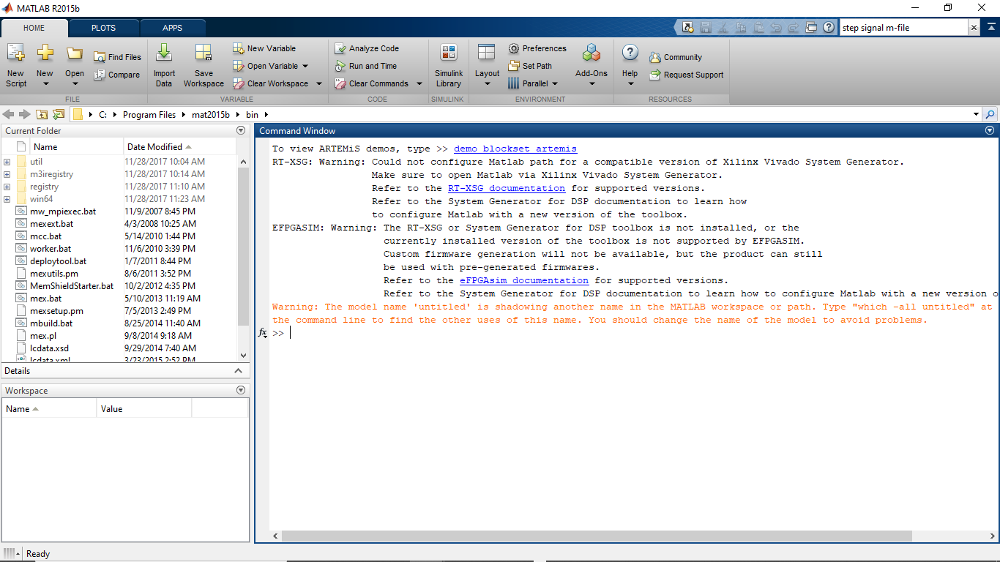 MATLAB R2015b
HOME PLOTS APPS
step signal m-file
New Script
New
Open
Find Files
Compare
FILE
Import Data
Save Workspace
New Variable
Open Variable
Clear Workspace
VARIABLE
Analyze Code
Run and Time
Clear Commands
CODE
Simulink Library
SIMULINK
Layout
Preferences
Set Path
Parallel
Add-Ons
ENVIRONMENT
Help
Community
Request Support
RESOURCES
C: Program Files mat2015b bin
Current Folder
Name Date Modified
util 11/28/2017 10:04 AM
m3iregistry 11/28/2017 10:14 AM
registry 11/28/2017 11:10 AM
win64 11/28/2017 11:23 AM
mw_mpiexec.bat 11/9/2007 8:45 PM
mexext.bat 4/3/2008 10:25 AM
mcc.bat 5/14/2010 1:44 PM
worker.bat 11/6/2010 3:39 PM
deploytool.bat 1/7/2011 8:44 PM
mexutils.pm 8/6/2011 3:52 PM
MemShieldStarter.bat 10/2/2012 4:35 PM
mex.bat 5/10/2013 11:19 AM
mexsetup.pm 7/5/2013 2:49 PM
mbuild.bat 8/25/2014 11:40 AM
mex.pl 9/8/2014 9:18 AM
lcdata.xsd 9/29/2014 7:40 AM
lcdata.xml 3/23/2015 2:52 PM
Details
Workspace
Name Value
Command Window
To view ARTEMiS demos, type >> demo blockset artemis
RT-XSG: Warning: Could not configure Matlab path for a compatible version of Xilinx Vivado System Generator.
Make sure to open Matlab via Xilinx Vivado System Generator.
Refer to the RT-XSG documentation for supported versions.
Refer to the System Generator for DSP documentation to learn how
to configure Matlab with a new version of the toolbox.
EFPGASIM: Warning: The RT-XSG or System Generator for DSP toolbox is not installed, or the
currently installed version of the toolbox is not supported by EFPGASIM.
Custom firmware generation will not be available, but the product can still
be used with pre-generated firmwares.
Refer to the eFPGAsim documentation for supported versions.
Refer to the System Generator for DSP documentation to learn how to configure Matlab with a new version o
Warning: The model name 'untitled' is shadowing another name in the MATLAB workspace or path. Type "which -all untitled" at
the command line to find the other uses of this name. You should change the name of the model to avoid problems.
fx >>
Ready